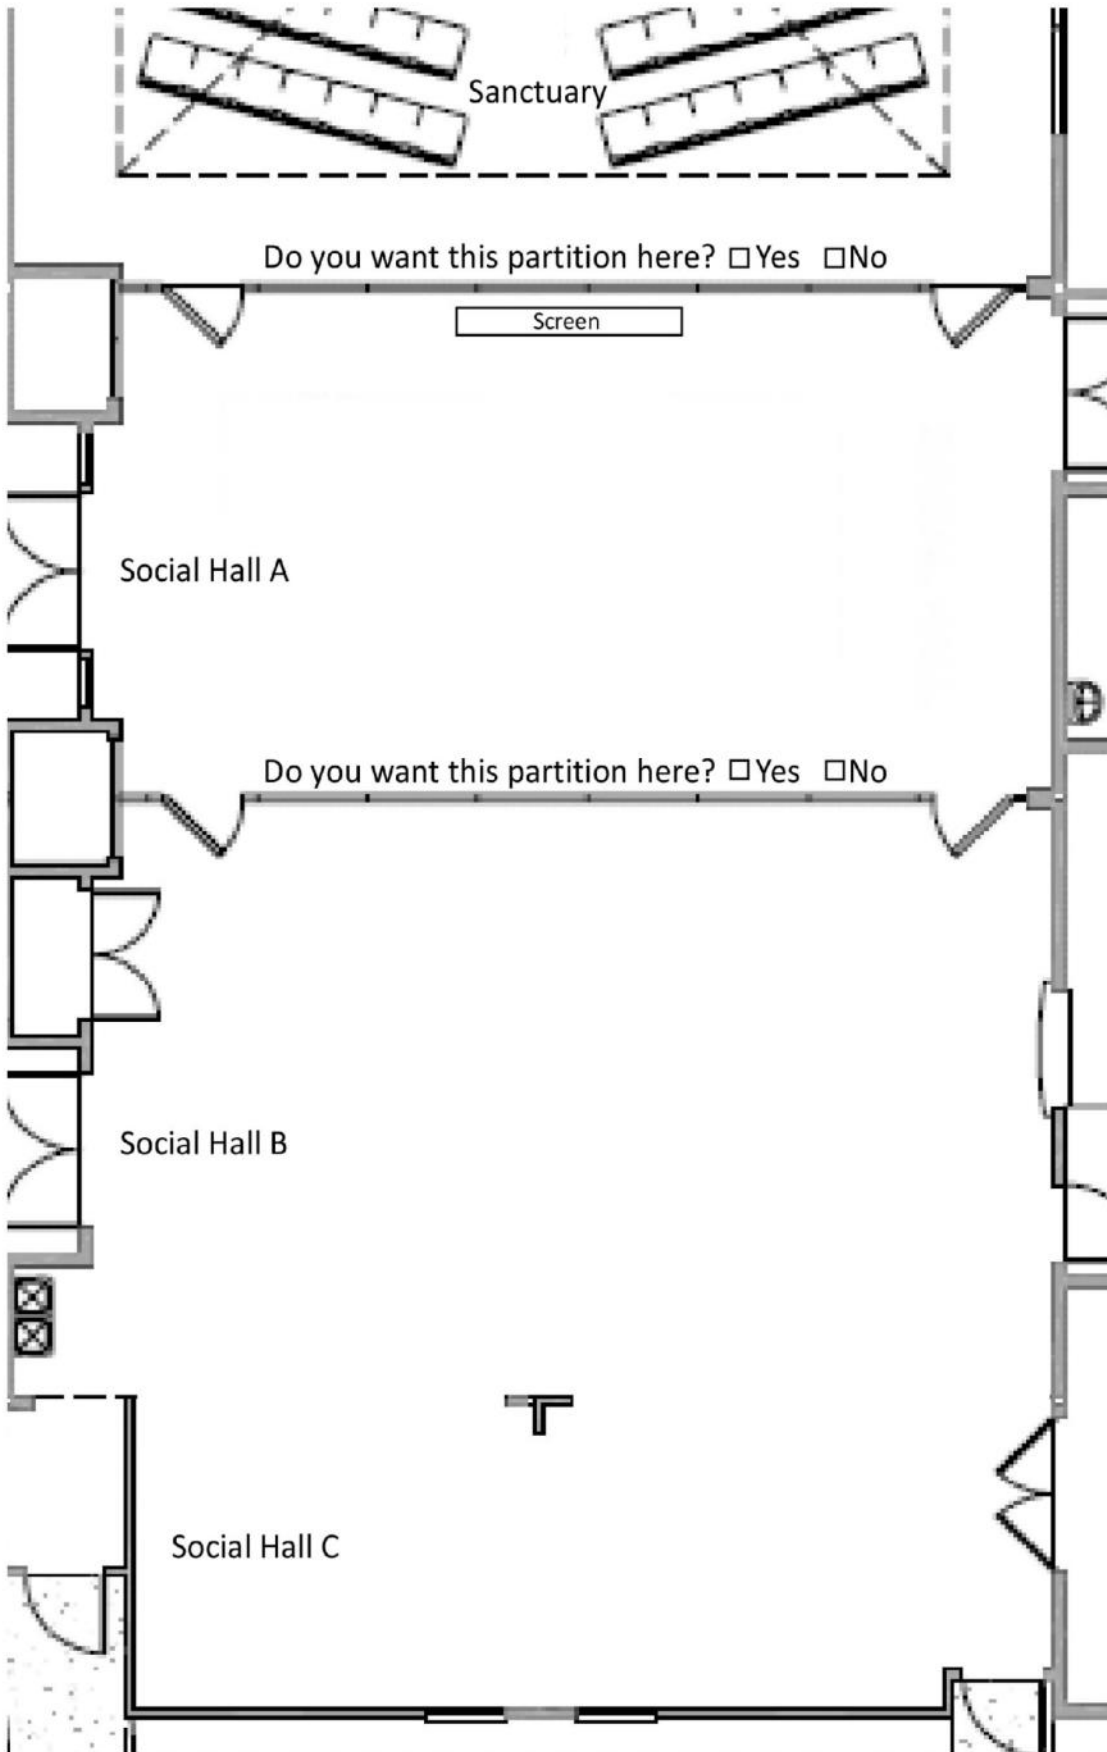 Sanctuary
Do you want this partition here? □Yes □No
Screen
Social Hall A
Do you want this partition here? □Yes □No
Social Hall B
Social Hall C